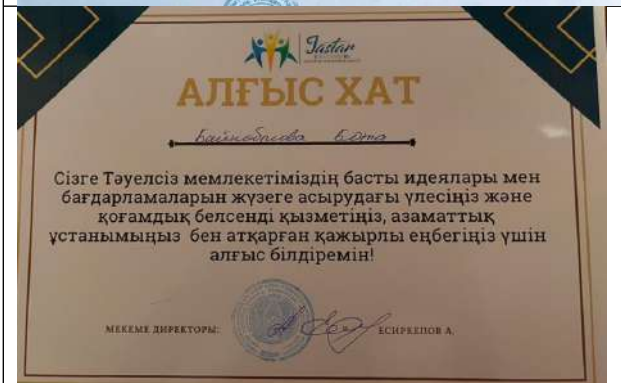 Jastar
АЛҒЫС ХАТ
Бота
Сізге Тәуелсіз мемлекетіміздің басты идеялары мен
бағдарламаларын жүзеге асырудағы үлесіңіз және
қоғамдық белсенді қызметіңіз, азаматтық
ұстанымыңыз бен атқарған қажырлы еңбегіңіз үшін
алғыс білдіремін!
МЕКЕМЕ ДИРЕКТОРЫ: ЕСИРКЕПОВ А.